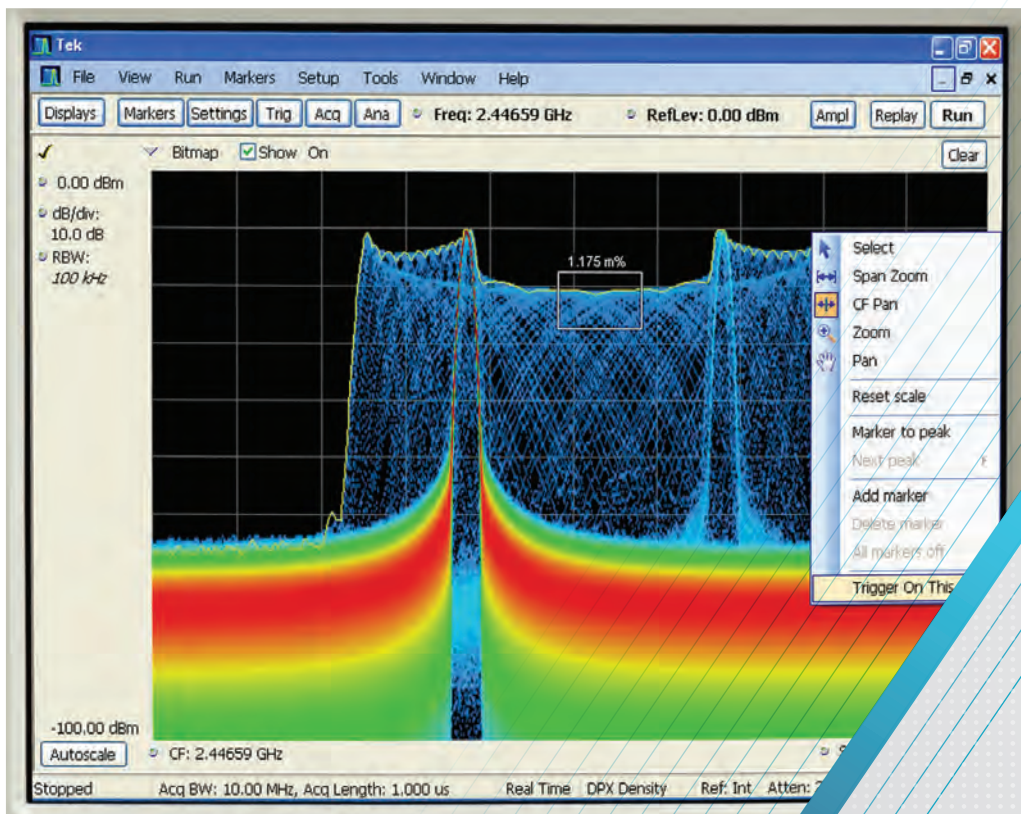 Tek
File View Run Markers Setup Tools Window Help
Displays Markers Settings Trig Acq Ana Freq: 2.44659 GHz RefLev: 0.00 dBm Ampl Replay Run
Bitmap Show On Clear
0.00 dBm
dB/div:
10.0 dB
RBW:
100 kHz
1.175 m%
Select
Span Zoom
CF Pan
Zoom
Pan
Reset scale
Marker to peak
Next peak
Add marker
Delete marker
All markers off
Trigger On This
-100.00 dBm
Autoscale CF: 2.44659 GHz
Stopped Acq BW: 10.00 MHz, Acq Length: 1.000 us Real Time DPX Density Ref: Int Atten: